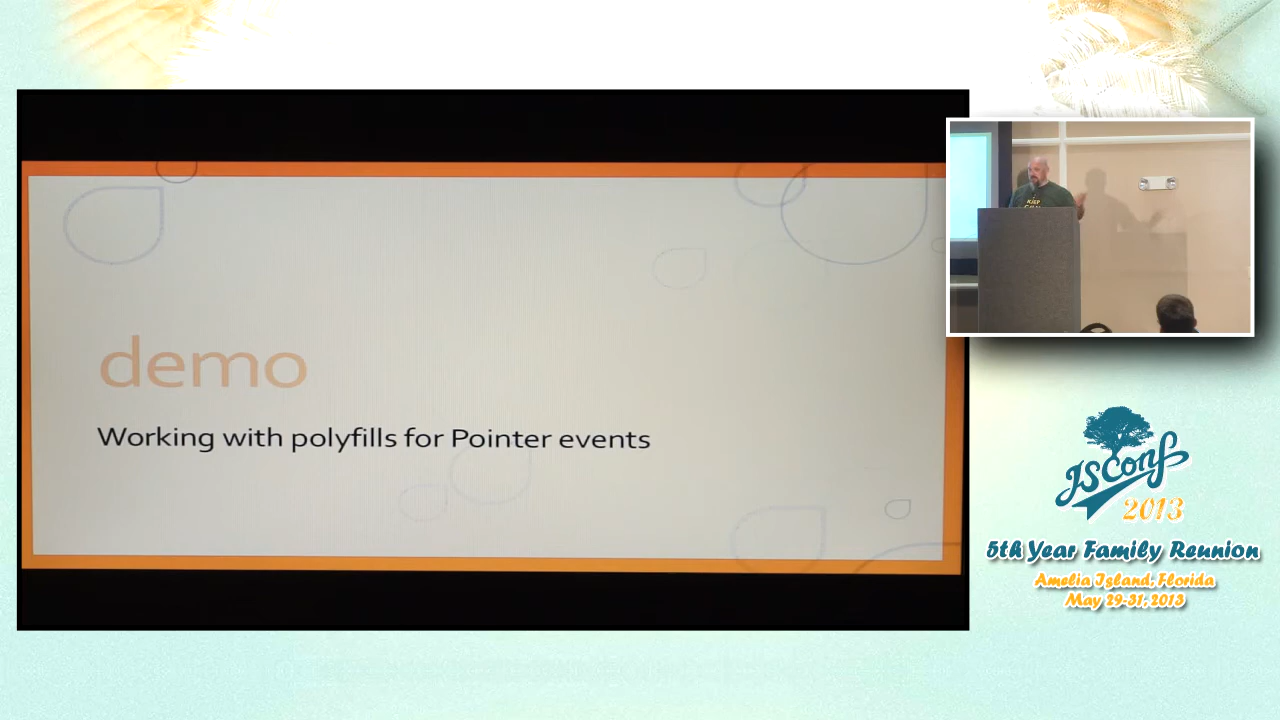 demo
Working with polyfills for Pointer events
KEEP
JSConf
2013
5th Year Family Reunion
Amelia Island, Florida
May 29-31, 2013